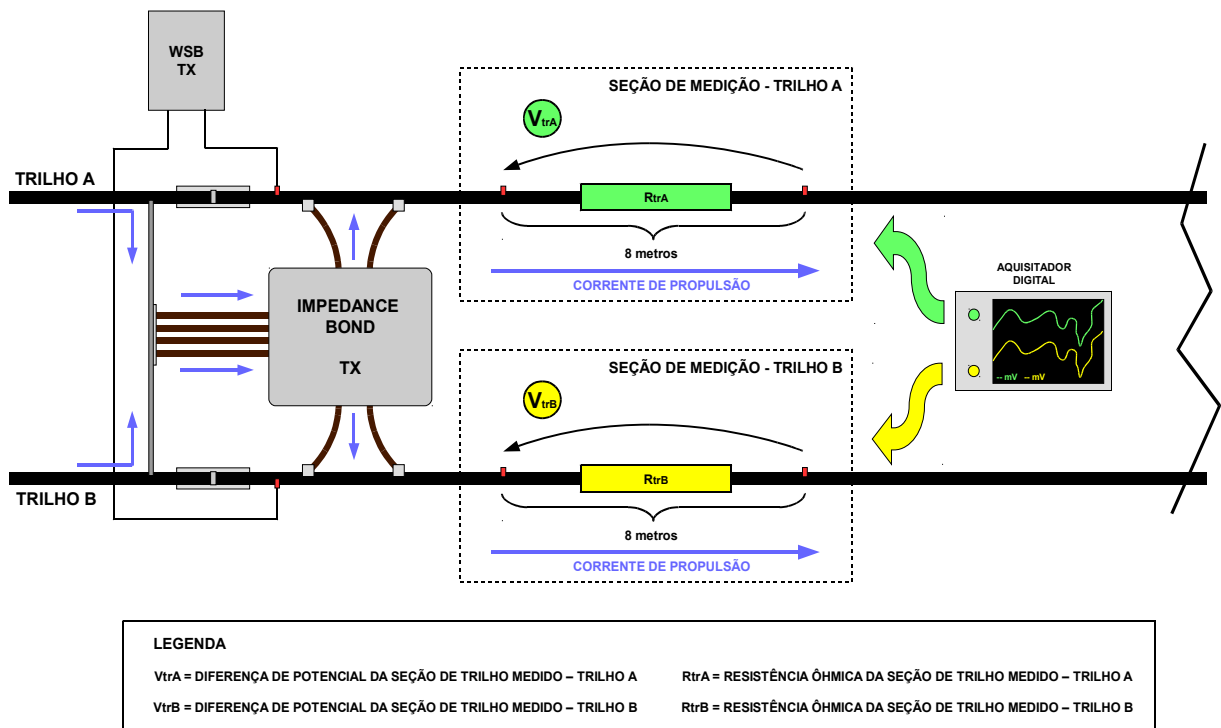 WSB
TX
SEÇÃO DE MEDIÇÃO - TRILHO A
VtrA
TRILHO A
RtrA
8 metros
CORRENTE DE PROPULSÃO
IMPEDANCE
BOND
TX
AQUISITADOR
DIGITAL
-- mV -- mV
SEÇÃO DE MEDIÇÃO - TRILHO B
VtrB
TRILHO B
RtrB
8 metros
CORRENTE DE PROPULSÃO
LEGENDA
VtrA = DIFERENÇA DE POTENCIAL DA SEÇÃO DE TRILHO MEDIDO – TRILHO A
RtrA = RESISTÊNCIA ÔHMICA DA SEÇÃO DE TRILHO MEDIDO – TRILHO A
VtrB = DIFERENÇA DE POTENCIAL DA SEÇÃO DE TRILHO MEDIDO – TRILHO B
RtrB = RESISTÊNCIA ÔHMICA DA SEÇÃO DE TRILHO MEDIDO – TRILHO B